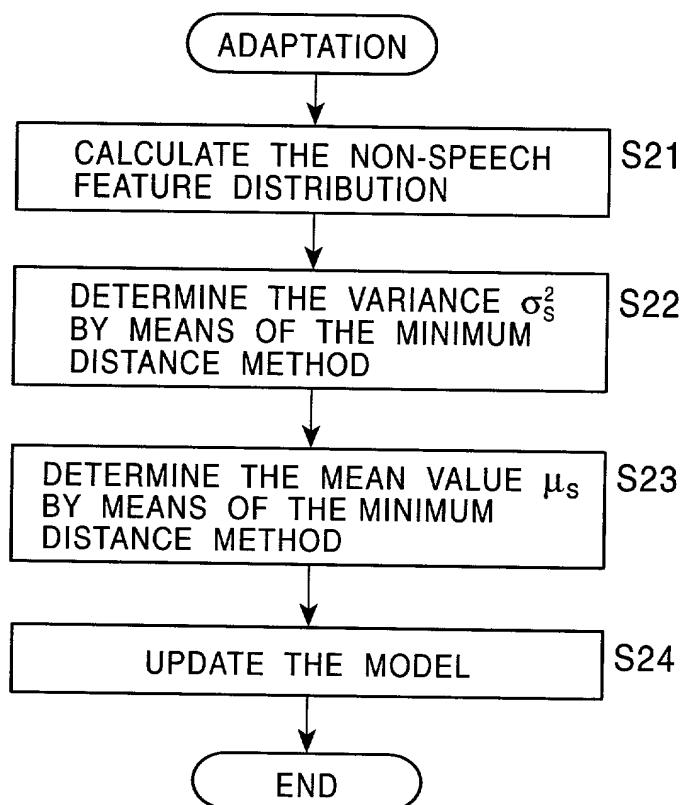 ADAPTATION
CALCULATE THE NON-SPEECH
FEATURE DISTRIBUTION
S21
DETERMINE THE VARIANCE σ²ₛ
BY MEANS OF THE MINIMUM
DISTANCE METHOD
S22
DETERMINE THE MEAN VALUE μₛ
BY MEANS OF THE MINIMUM
DISTANCE METHOD
S23
UPDATE THE MODEL
S24
END